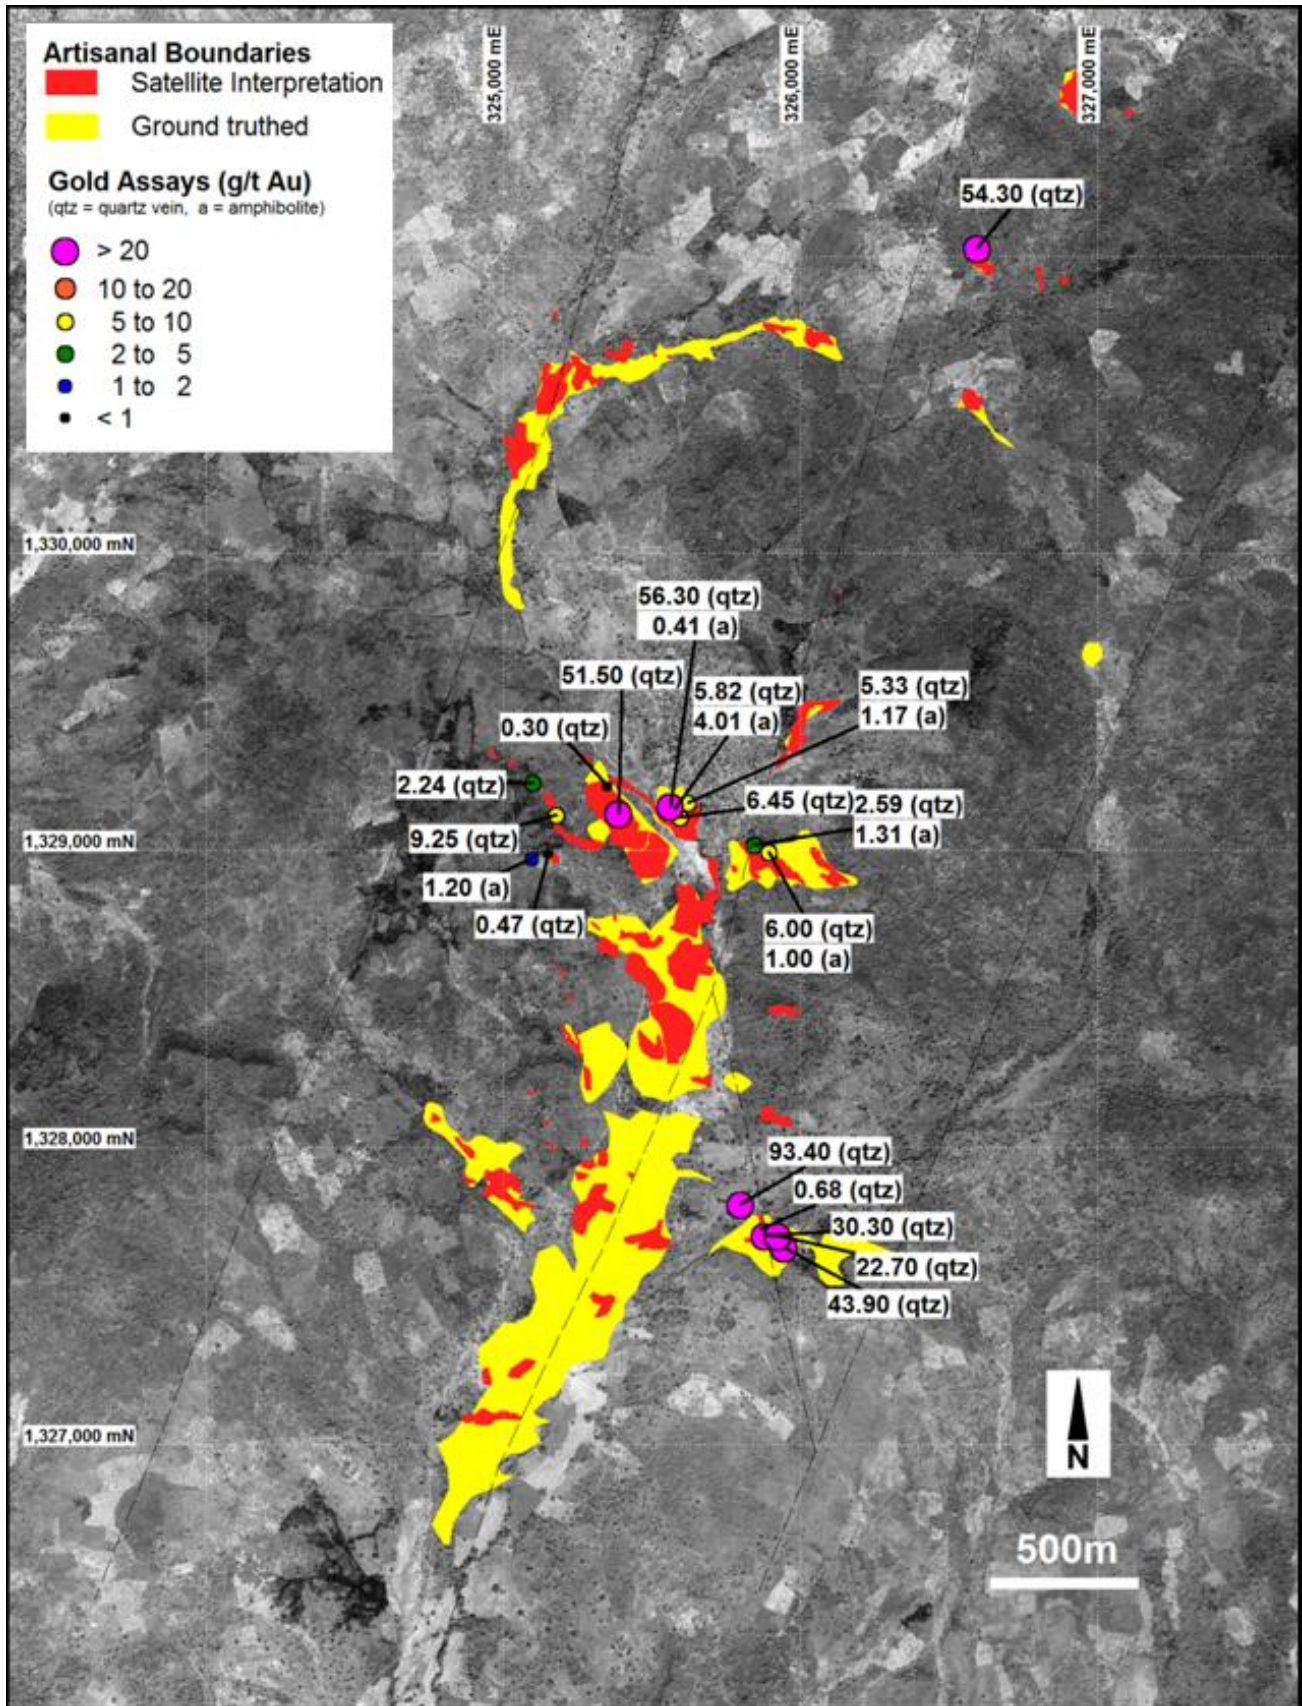 Artisanal Boundaries
Satellite Interpretation
Ground truthed
Gold Assays (g/t Au)
(qtz = quartz vein, a = amphibolite)
> 20
10 to 20
5 to 10
2 to 5
1 to 2
< 1
325,000 mE
326,000 mE
327,000 mE
54.30 (qtz)
1,330,000 mN
56.30 (qtz)
0.41 (a)
51.50 (qtz)
5.82 (qtz)
4.01 (a)
5.33 (qtz)
1.17 (a)
0.30 (qtz)
2.24 (qtz)
6.45 (qtz)
2.59 (qtz)
1.31 (a)
9.25 (qtz)
1,329,000 mN
1.20 (a)
0.47 (qtz)
6.00 (qtz)
1.00 (a)
1,328,000 mN
93.40 (qtz)
0.68 (qtz)
30.30 (qtz)
22.70 (qtz)
43.90 (qtz)
1,327,000 mN
N
500m